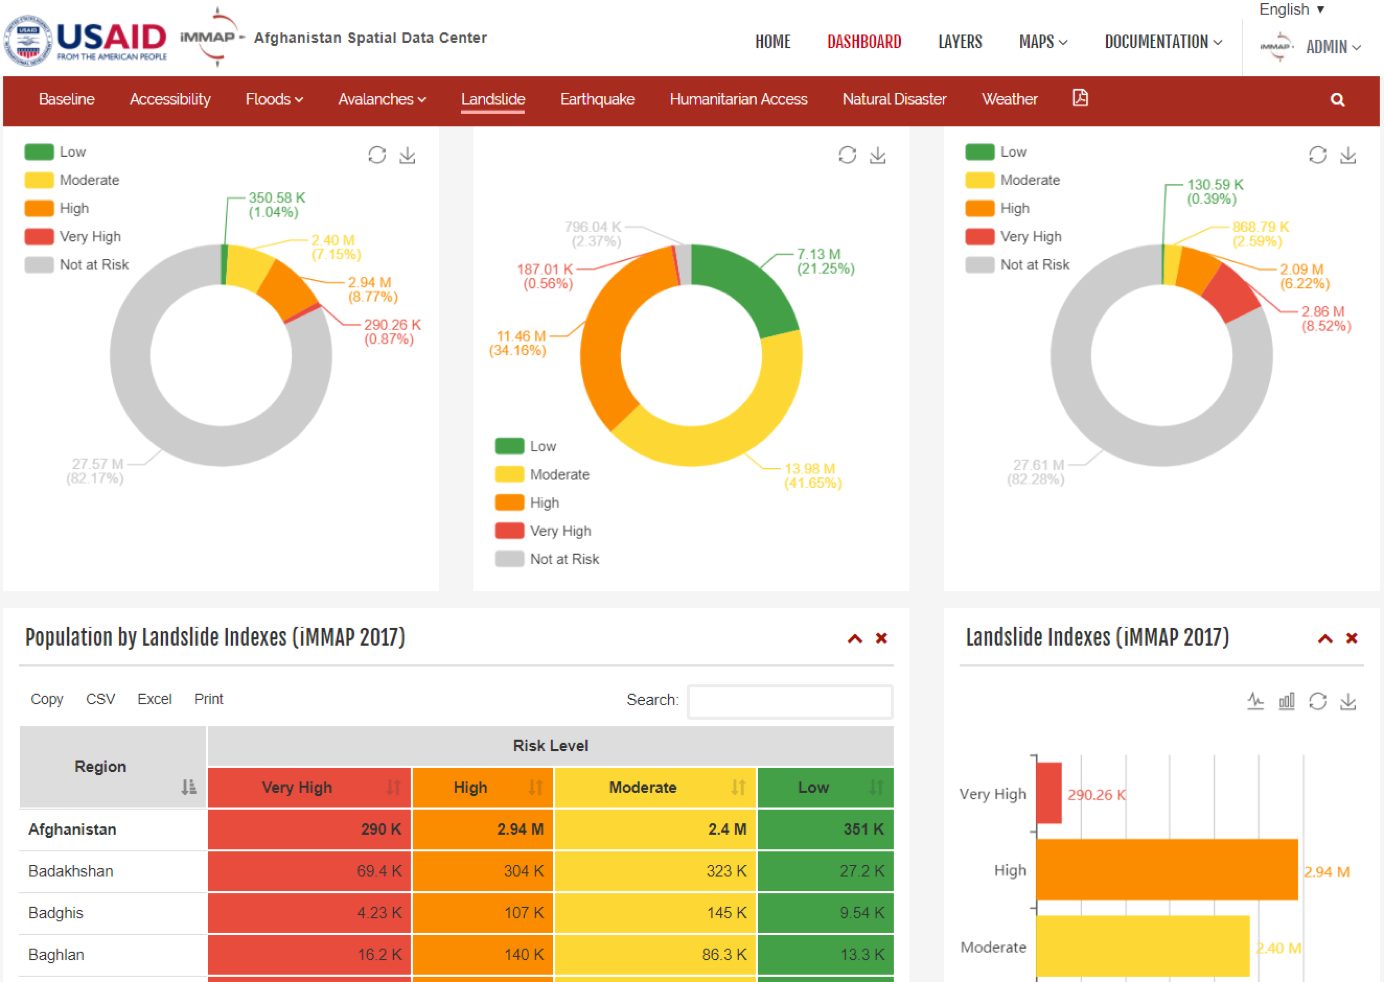 USAID
FROM THE AMERICAN PEOPLE
iMMAP - Afghanistan Spatial Data Center
HOME DASHBOARD LAYERS MAPS DOCUMENTATION
English ▼
iMMAP ADMIN
Baseline Accessibility Floods Avalanches Landslide Earthquake Humanitarian Access Natural Disaster Weather
Low
Moderate
High
Very High
Not at Risk
350.58 K
(1.04%)
2.40 M
(7.15%)
2.94 M
(8.77%)
290.26 K
(0.87%)
27.57 M
(82.17%)
796.04 K
(2.37%)
187.01 K
(0.56%)
7.13 M
(21.25%)
11.46 M
(34.16%)
13.98 M
(41.65%)
Low
Moderate
High
Very High
Not at Risk
Low
Moderate
High
Very High
Not at Risk
130.59 K
(0.39%)
868.79 K
(2.59%)
2.09 M
(6.22%)
2.86 M
(8.52%)
27.61 M
(82.28%)
Population by Landslide Indexes (iMMAP 2017)
Copy CSV Excel Print
Search:
Region
Risk Level
Very High High Moderate Low
Afghanistan 290 K 2.94 M 2.4 M 351 K
Badakhshan 69.4 K 304 K 323 K 27.2 K
Badghis 4.23 K 107 K 145 K 9.54 K
Baghlan 16.2 K 140 K 86.3 K 13.3 K
Landslide Indexes (iMMAP 2017)
Very High 290.26 K
High 2.94 M
Moderate 2.40 M